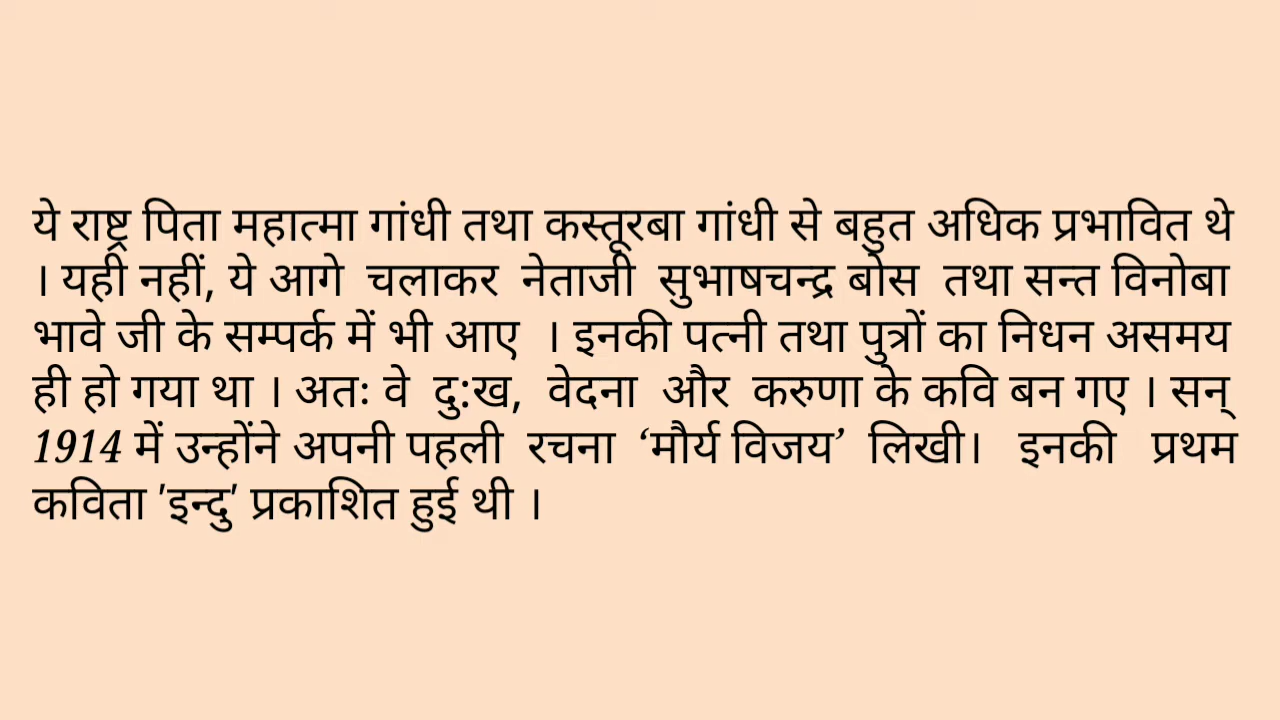 ये राष्ट्र पिता महात्मा गांधी तथा कस्तूरबा गांधी से बहुत अधिक प्रभावित थे
। यही नहीं, ये आगे चलाकर नेताजी सुभाषचन्द्र बोस तथा सन्त विनोबा
भावे जी के सम्पर्क में भी आए । इनकी पत्नी तथा पुत्रों का निधन असमय
ही हो गया था । अतः वे दु:ख, वेदना और करुणा के कवि बन गए । सन्
1914 में उन्होंने अपनी पहली रचना ‘मौर्य विजय’ लिखी। इनकी प्रथम
कविता 'इन्दु' प्रकाशित हुई थी ।